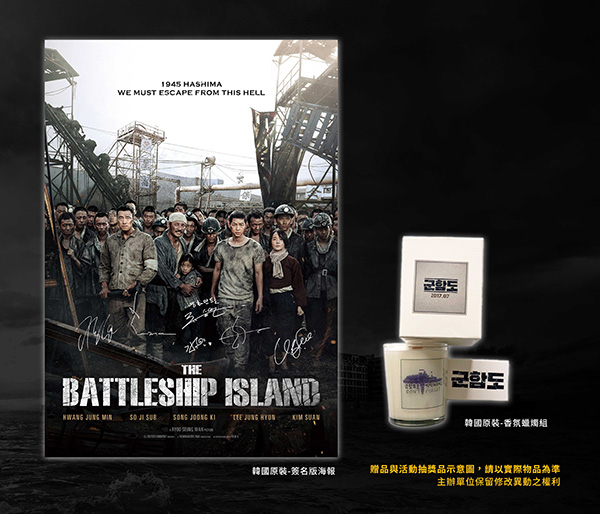 1945 HASHIMA
WE MUST ESCAPE FROM THIS HELL
THE
BATTLESHIP ISLAND
HWANG JUNG MIN SO JI SUB SONG JOONG KI LEE JUNG HYUN KIM SUAN
A RYOO SEUNG WAN PICTURE
韓國原裝-簽名版海報
군함도
2017.07
군함도
韓國原裝-香氛蠟燭組
贈品與活動抽獎品示意圖，請以實際物品為準
主辦單位保留修改異動之權利